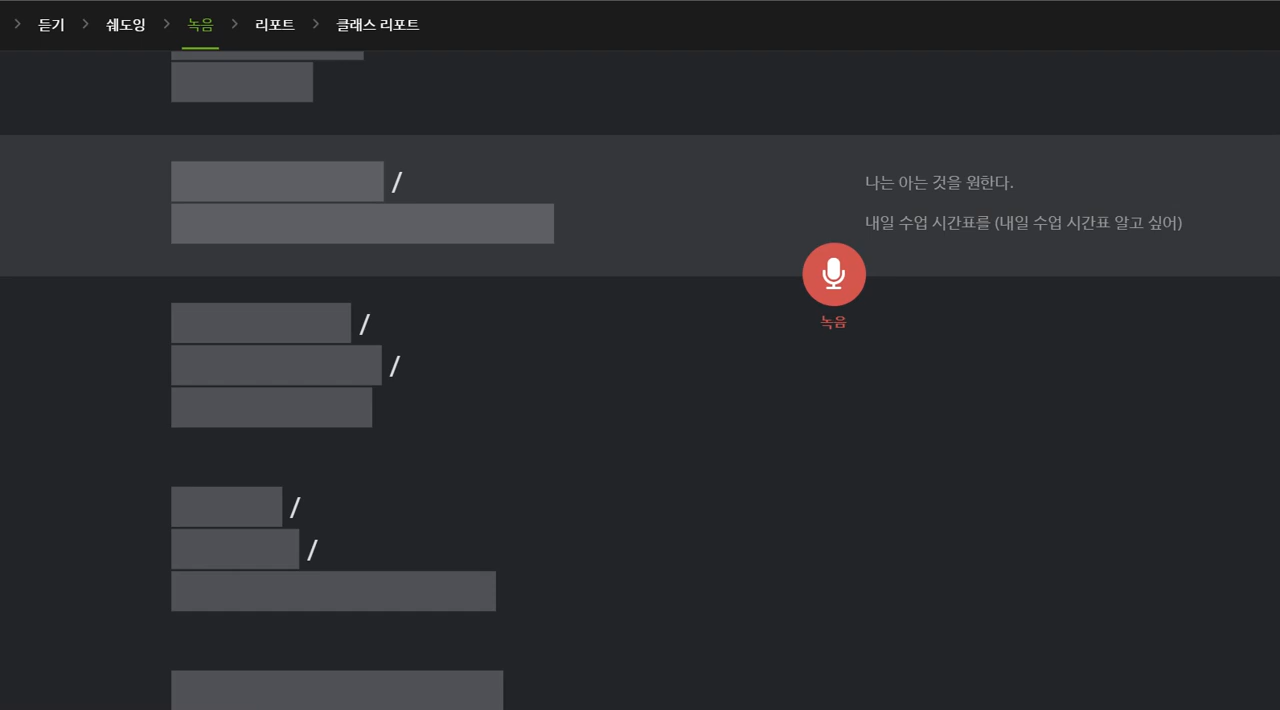 듣기 쉐도잉 녹음 리포트 클래스 리포트
/
나는 아는 것을 원한다.
내일 수업 시간표를 (내일 수업 시간표 알고 싶어)
녹음
/
/
/
/